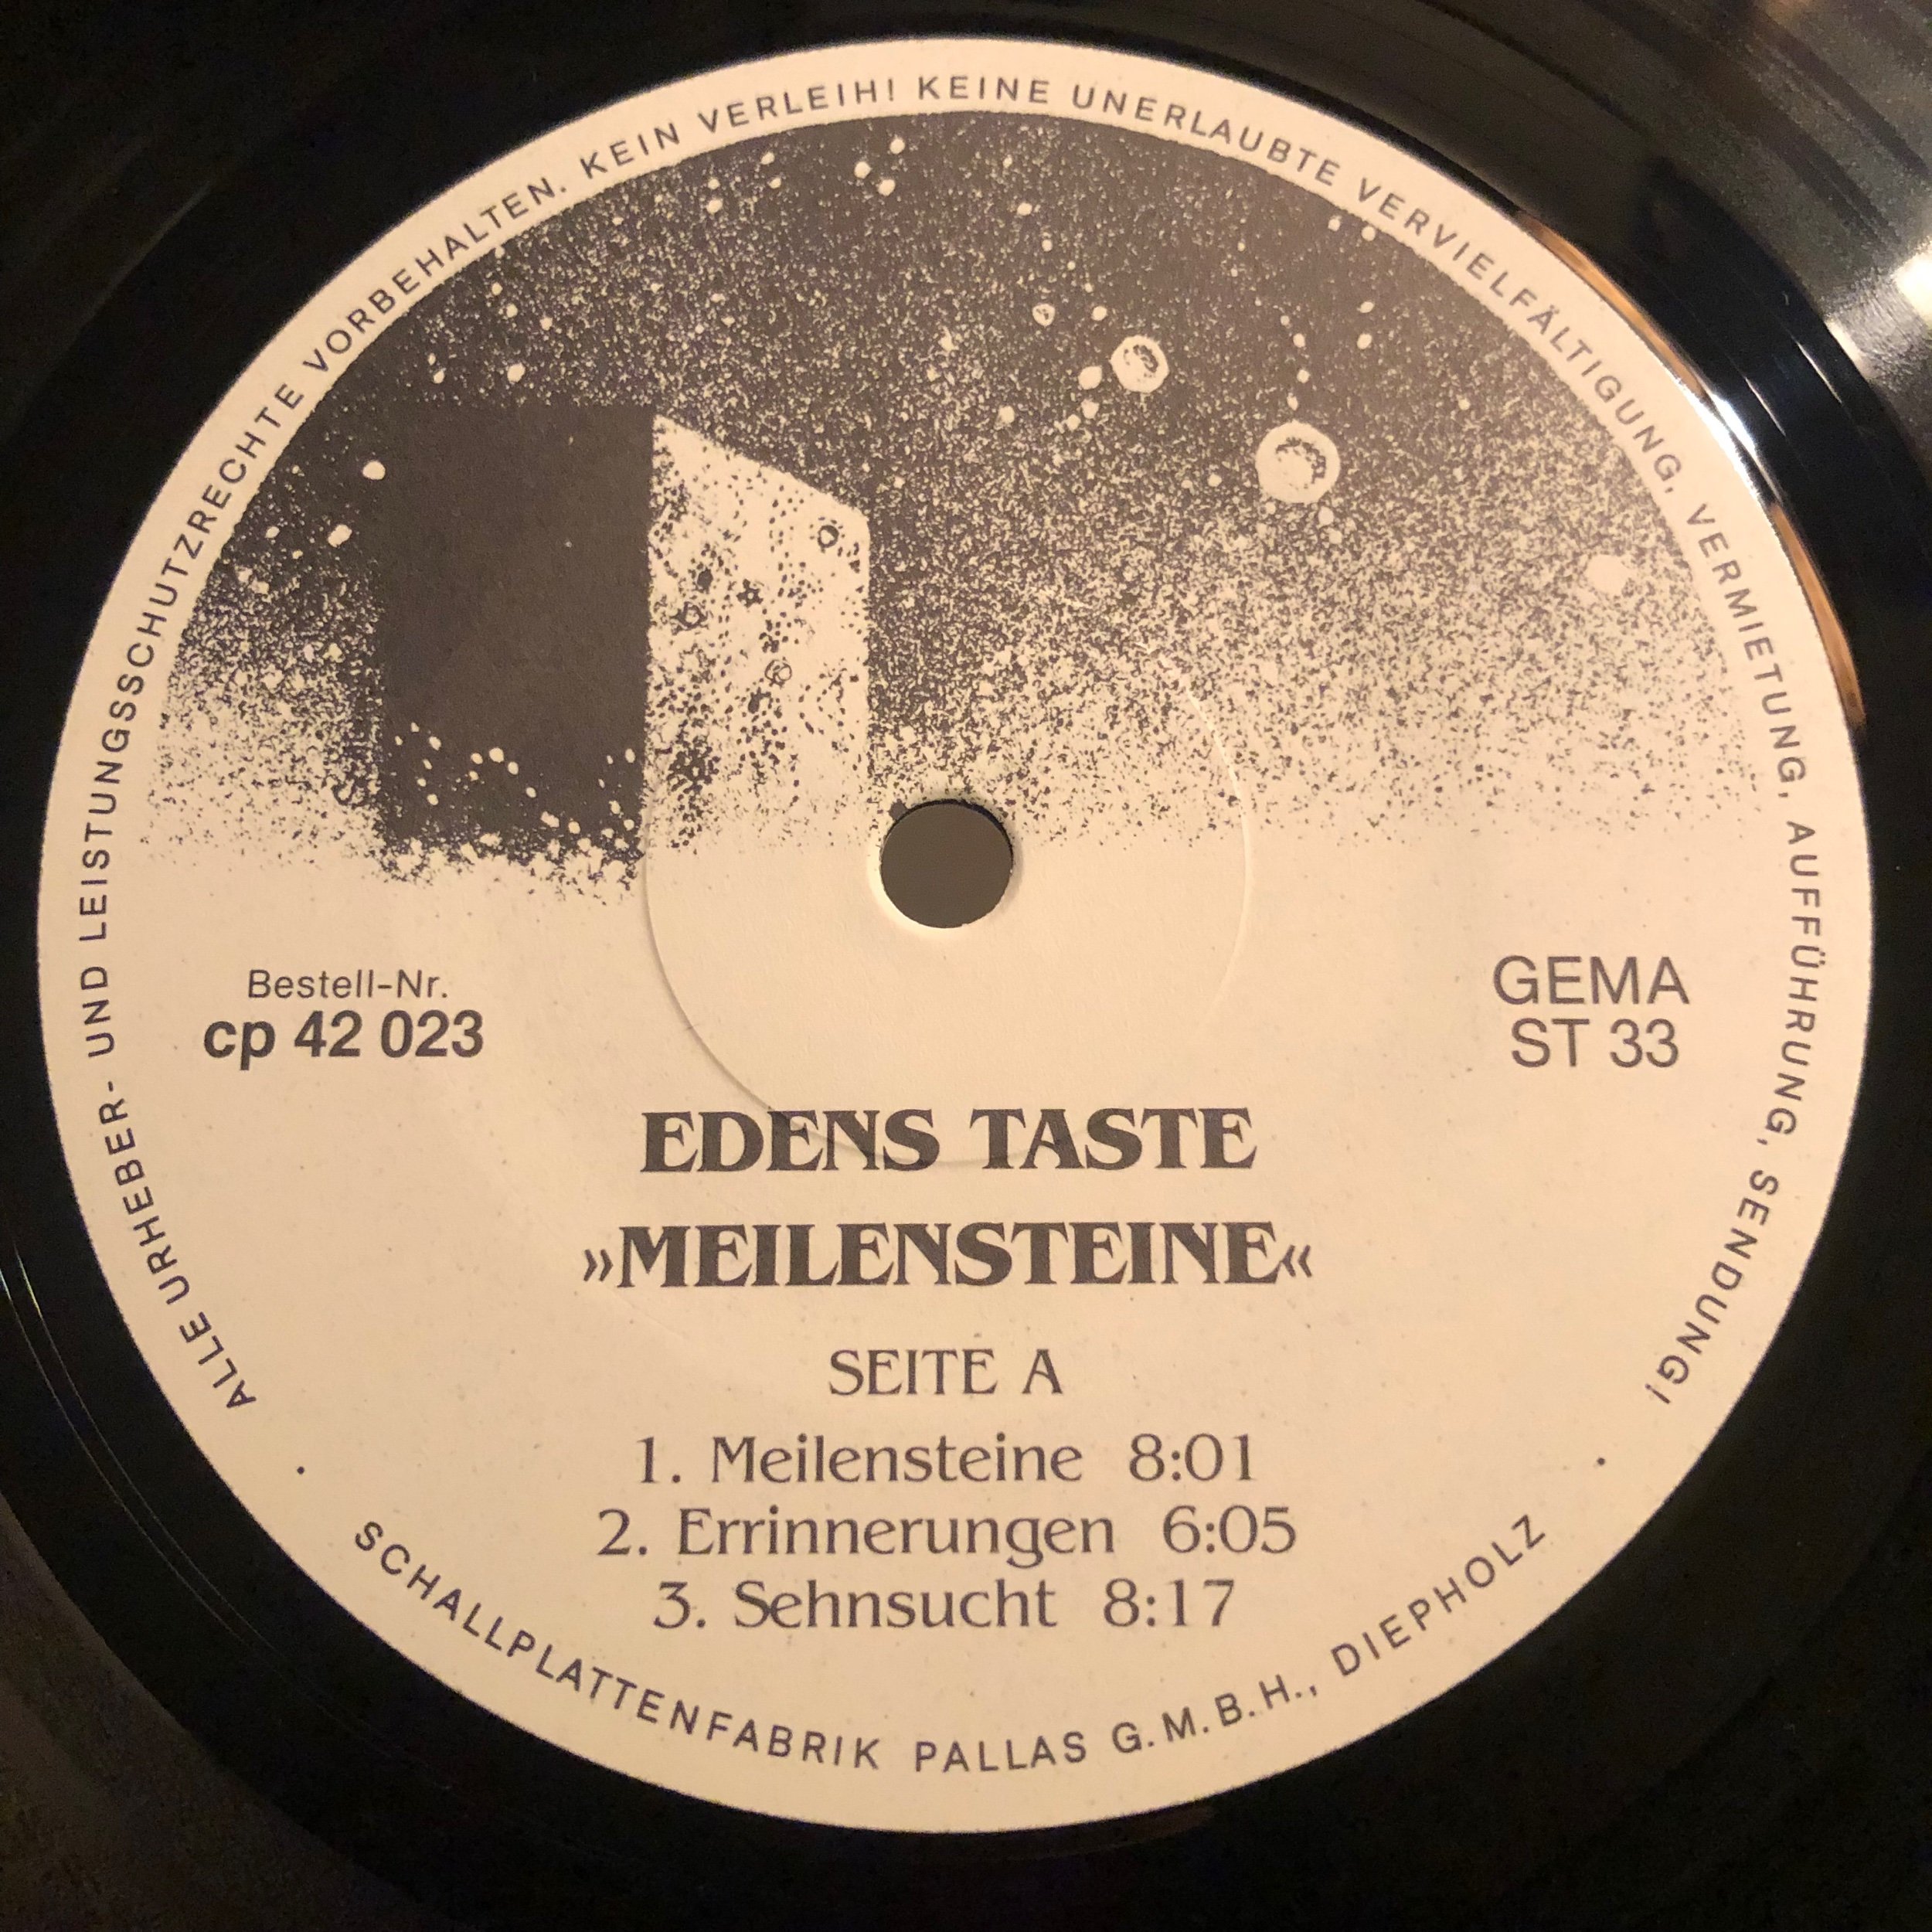 ALLE URHEBER- UND LEISTUNGSSCHUTZRECHTE VORBEHALTEN. KEIN VERLEIH! KEINE UNERLAUBTE VERVIELFÄLTIGUNG, VERMIETUNG, AUFFÜHRUNG, SENDUNG!
Bestell-Nr.
cp 42 023
GEMA
ST 33
EDENS TASTE
»MEILENSTEINE«
SEITE A
1. Meilensteine 8:01
2. Errinnerungen 6:05
3. Sehnsucht 8:17
· SCHALLPLATTENFABRIK PALLAS G.M.B.H., DIEPHOLZ ·